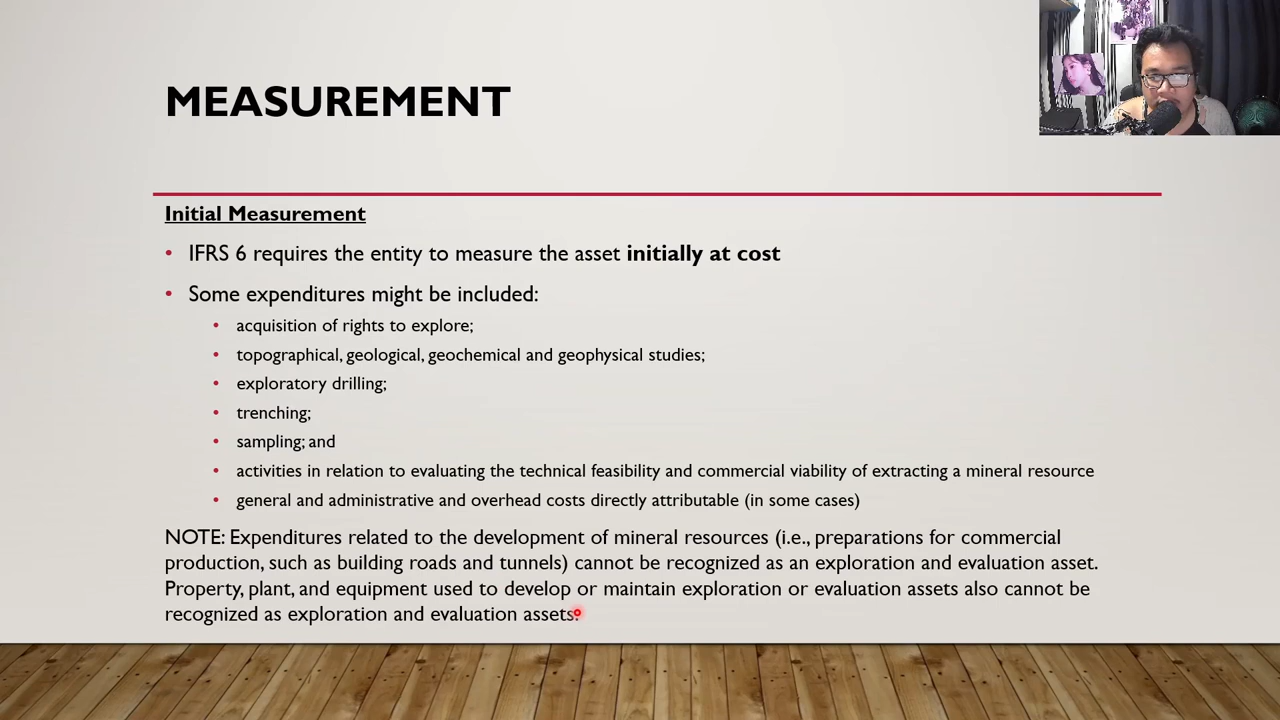 MEASUREMENT
Initial Measurement
• IFRS 6 requires the entity to measure the asset initially at cost
• Some expenditures might be included:
• acquisition of rights to explore;
• topographical, geological, geochemical and geophysical studies;
• exploratory drilling;
• trenching;
• sampling; and
• activities in relation to evaluating the technical feasibility and commercial viability of extracting a mineral resource
• general and administrative and overhead costs directly attributable (in some cases)
NOTE: Expenditures related to the development of mineral resources (i.e., preparations for commercial
production, such as building roads and tunnels) cannot be recognized as an exploration and evaluation asset.
Property, plant, and equipment used to develop or maintain exploration or evaluation assets also cannot be
recognized as exploration and evaluation assets.